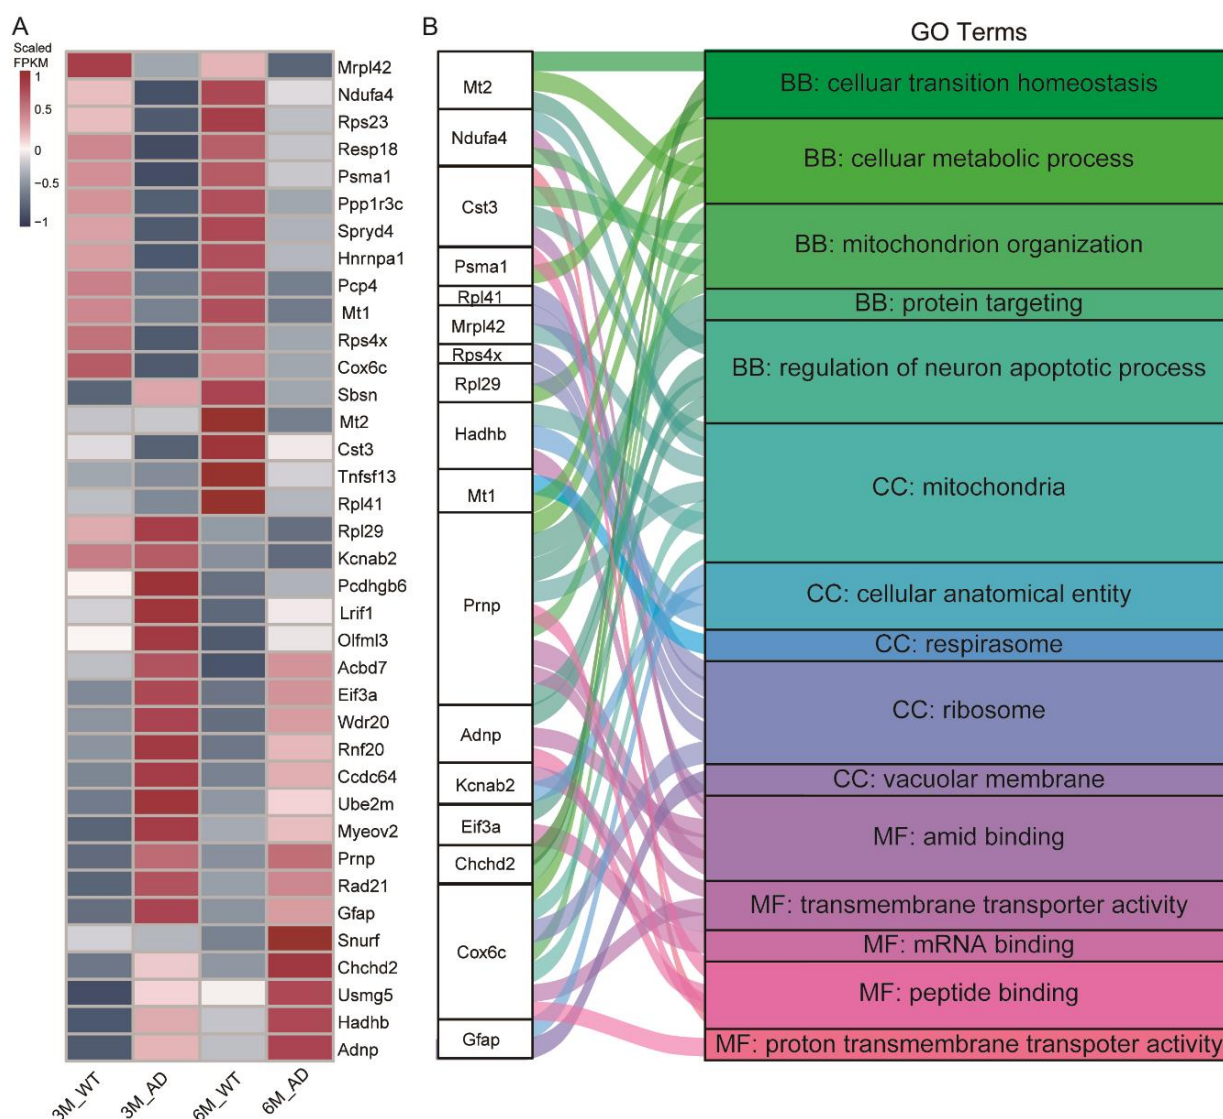 A
B
Scaled
FPKM
1
0.5
0
−0.5
−1
Mrpl42
Ndufa4
Rps23
Resp18
Psma1
Ppp1r3c
Spryd4
Hnrnpa1
Pcp4
Mt1
Rps4x
Cox6c
Sbsn
Mt2
Cst3
Tnfsf13
Rpl41
Rpl29
Kcnab2
Pcdhgb6
Lrif1
Olfml3
Acbd7
Eif3a
Wdr20
Rnf20
Ccdc64
Ube2m
Myeov2
Prnp
Rad21
Gfap
Snurf
Chchd2
Usmg5
Hadhb
Adnp
3M_WT
3M_AD
6M_WT
6M_AD
GO Terms
Mt2
Ndufa4
Cst3
Psma1
Rpl41
Mrpl42
Rps4x
Rpl29
Hadhb
Mt1
Prnp
Adnp
Kcnab2
Eif3a
Chchd2
Cox6c
Gfap
BB: celluar transition homeostasis
BB: celluar metabolic process
BB: mitochondrion organization
BB: protein targeting
BB: regulation of neuron apoptotic process
CC: mitochondria
CC: cellular anatomical entity
CC: respirasome
CC: ribosome
CC: vacuolar membrane
MF: amid binding
MF: transmembrane transporter activity
MF: mRNA binding
MF: peptide binding
MF: proton transmembrane transpoter activity